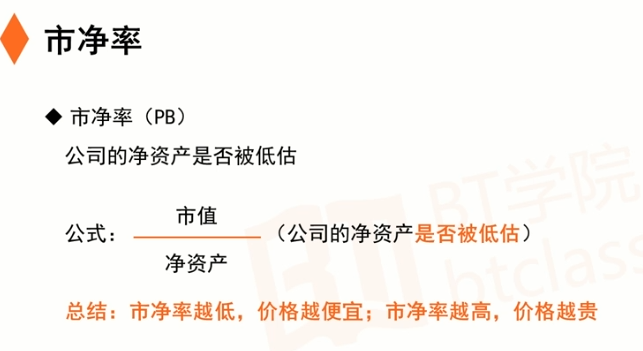 市净率
◆ 市净率（PB）
公司的净资产是否被低估
市值
公式：（公司的净资产是否被低估）
净资产
总结：市净率越低，价格越便宜；市净率越高，价格越贵
BT学院
btclass